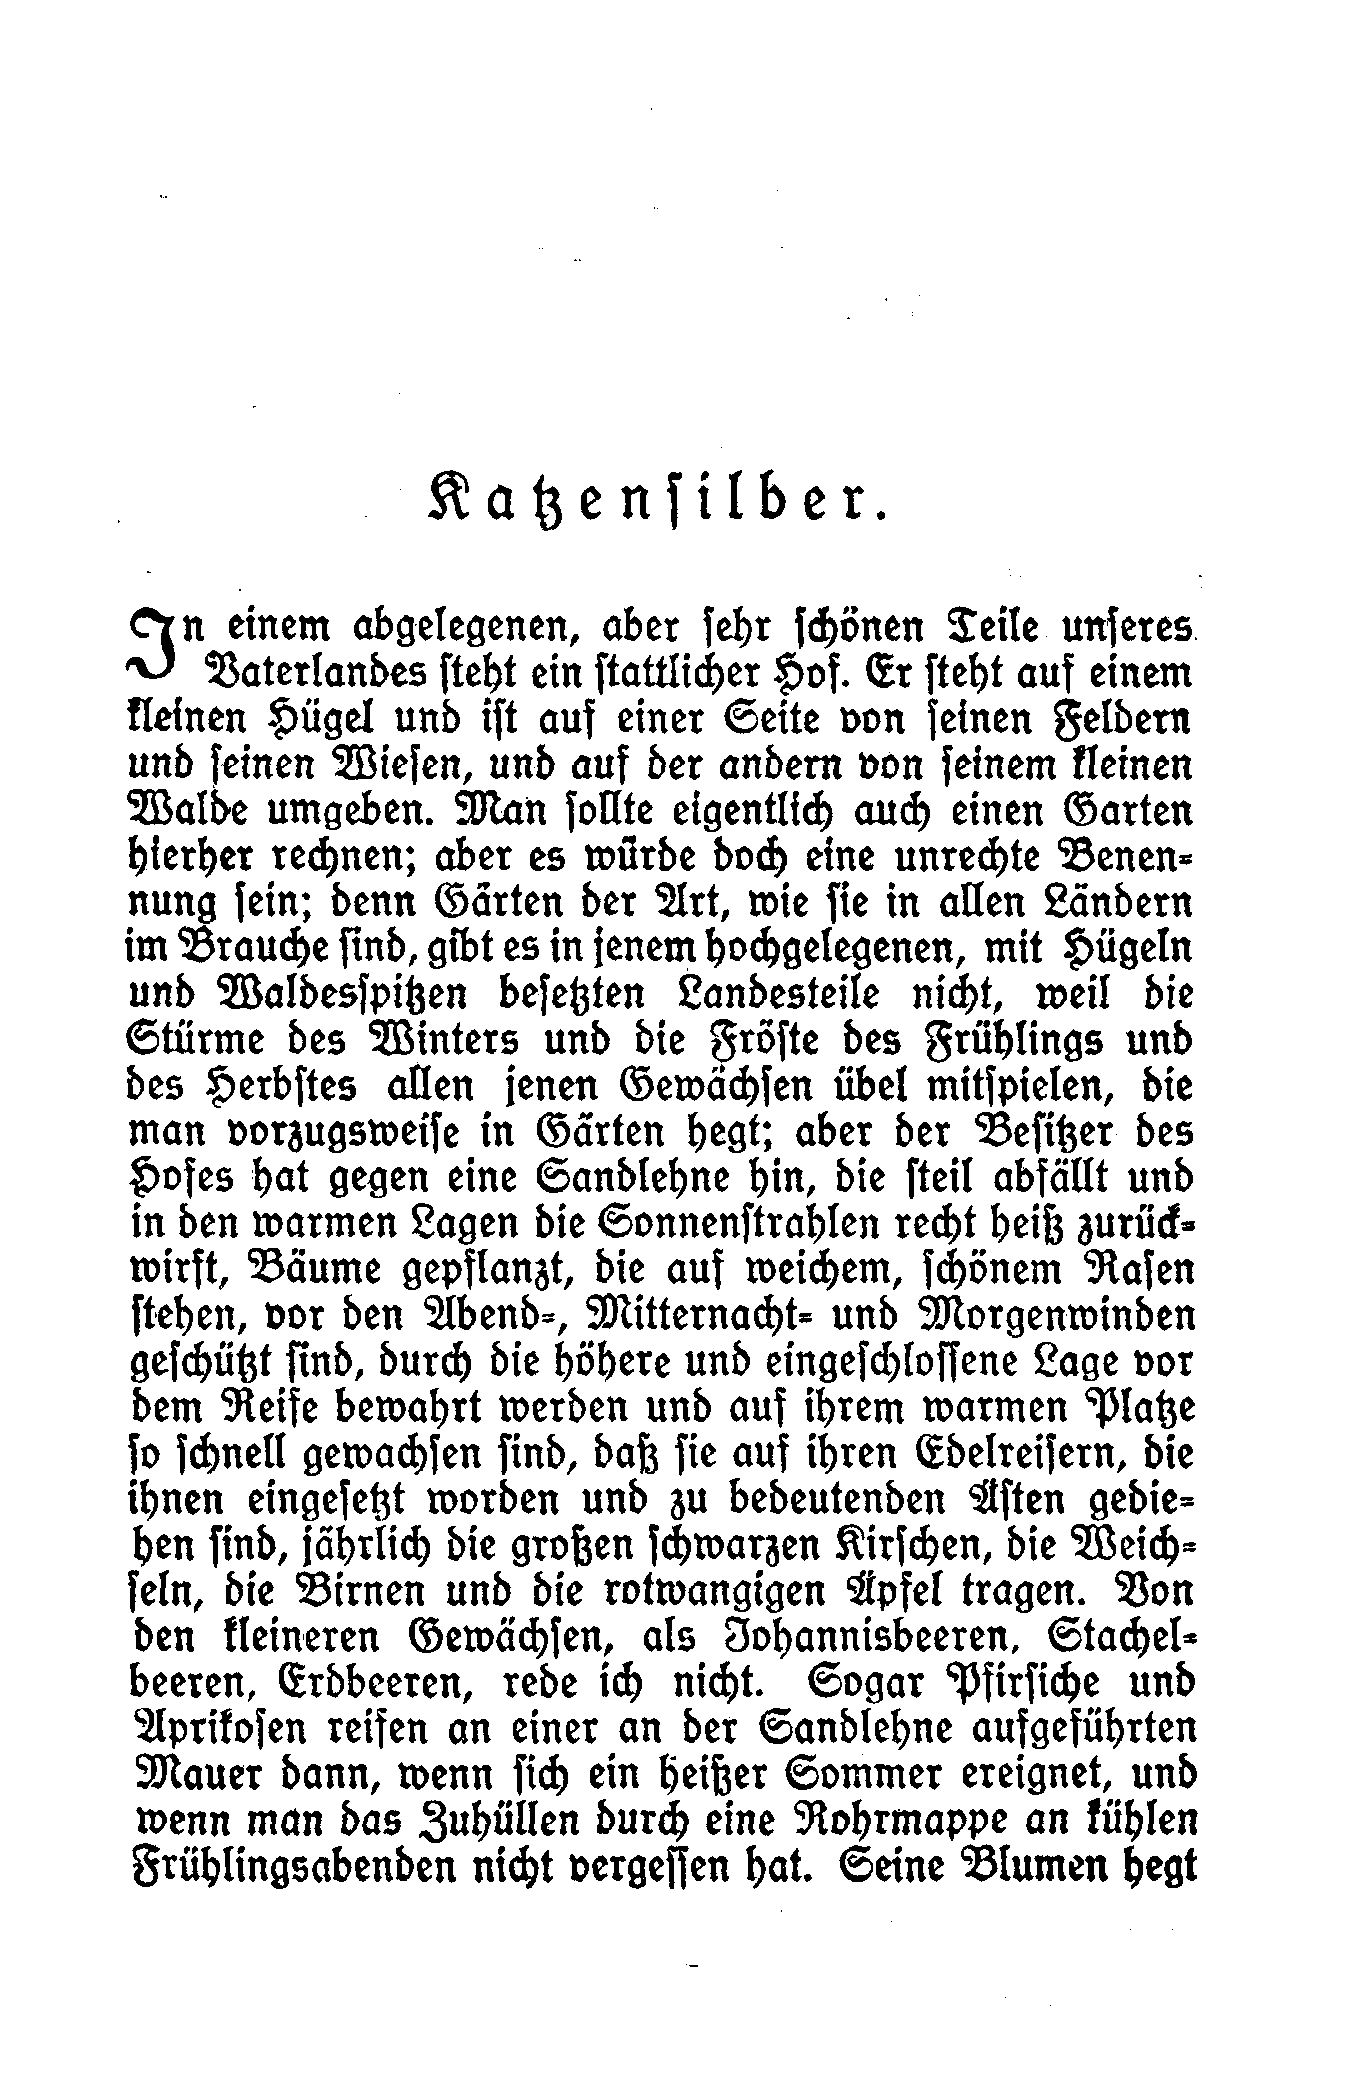 Katzensilber.
In einem abgelegenen, aber sehr schönen Teile unseres
Vaterlandes steht ein stattlicher Hof. Er steht auf einem
kleinen Hügel und ist auf einer Seite von seinen Feldern
und seinen Wiesen, und auf der andern von seinem kleinen
Walde umgeben. Man sollte eigentlich auch einen Garten
hierher rechnen; aber es würde doch eine unrechte Benen-
nung sein; denn Gärten der Art, wie sie in allen Ländern
im Brauche sind, gibt es in jenem hochgelegenen, mit Hügeln
und Waldesspitzen besetzten Landesteile nicht, weil die
Stürme des Winters und die Fröste des Frühlings und
des Herbstes allen jenen Gewächsen übel mitspielen, die
man vorzugsweise in Gärten hegt; aber der Besitzer des
Hofes hat gegen eine Sandlehne hin, die steil abfällt und
in den warmen Lagen die Sonnenstrahlen recht heiß zurück-
wirft, Bäume gepflanzt, die auf weichem, schönem Rasen
stehen, vor den Abend-, Mitternacht- und Morgenwinden
geschützt sind, durch die höhere und eingeschlossene Lage vor
dem Reife bewahrt werden und auf ihrem warmen Platze
so schnell gewachsen sind, daß sie auf ihren Edelreisern, die
ihnen eingesetzt worden und zu bedeutenden Ästen gedie-
hen sind, jährlich die großen schwarzen Kirschen, die Weich-
seln, die Birnen und die rotwangigen Äpfel tragen. Von
den kleineren Gewächsen, als Johannisbeeren, Stachel-
beeren, Erdbeeren, rede ich nicht. Sogar Pfirsiche und
Aprikosen reifen an einer an der Sandlehne aufgeführten
Mauer dann, wenn sich ein heißer Sommer ereignet, und
wenn man das Zuhüllen durch eine Rohrmappe an kühlen
Frühlingsabenden nicht vergessen hat. Seine Blumen hegt